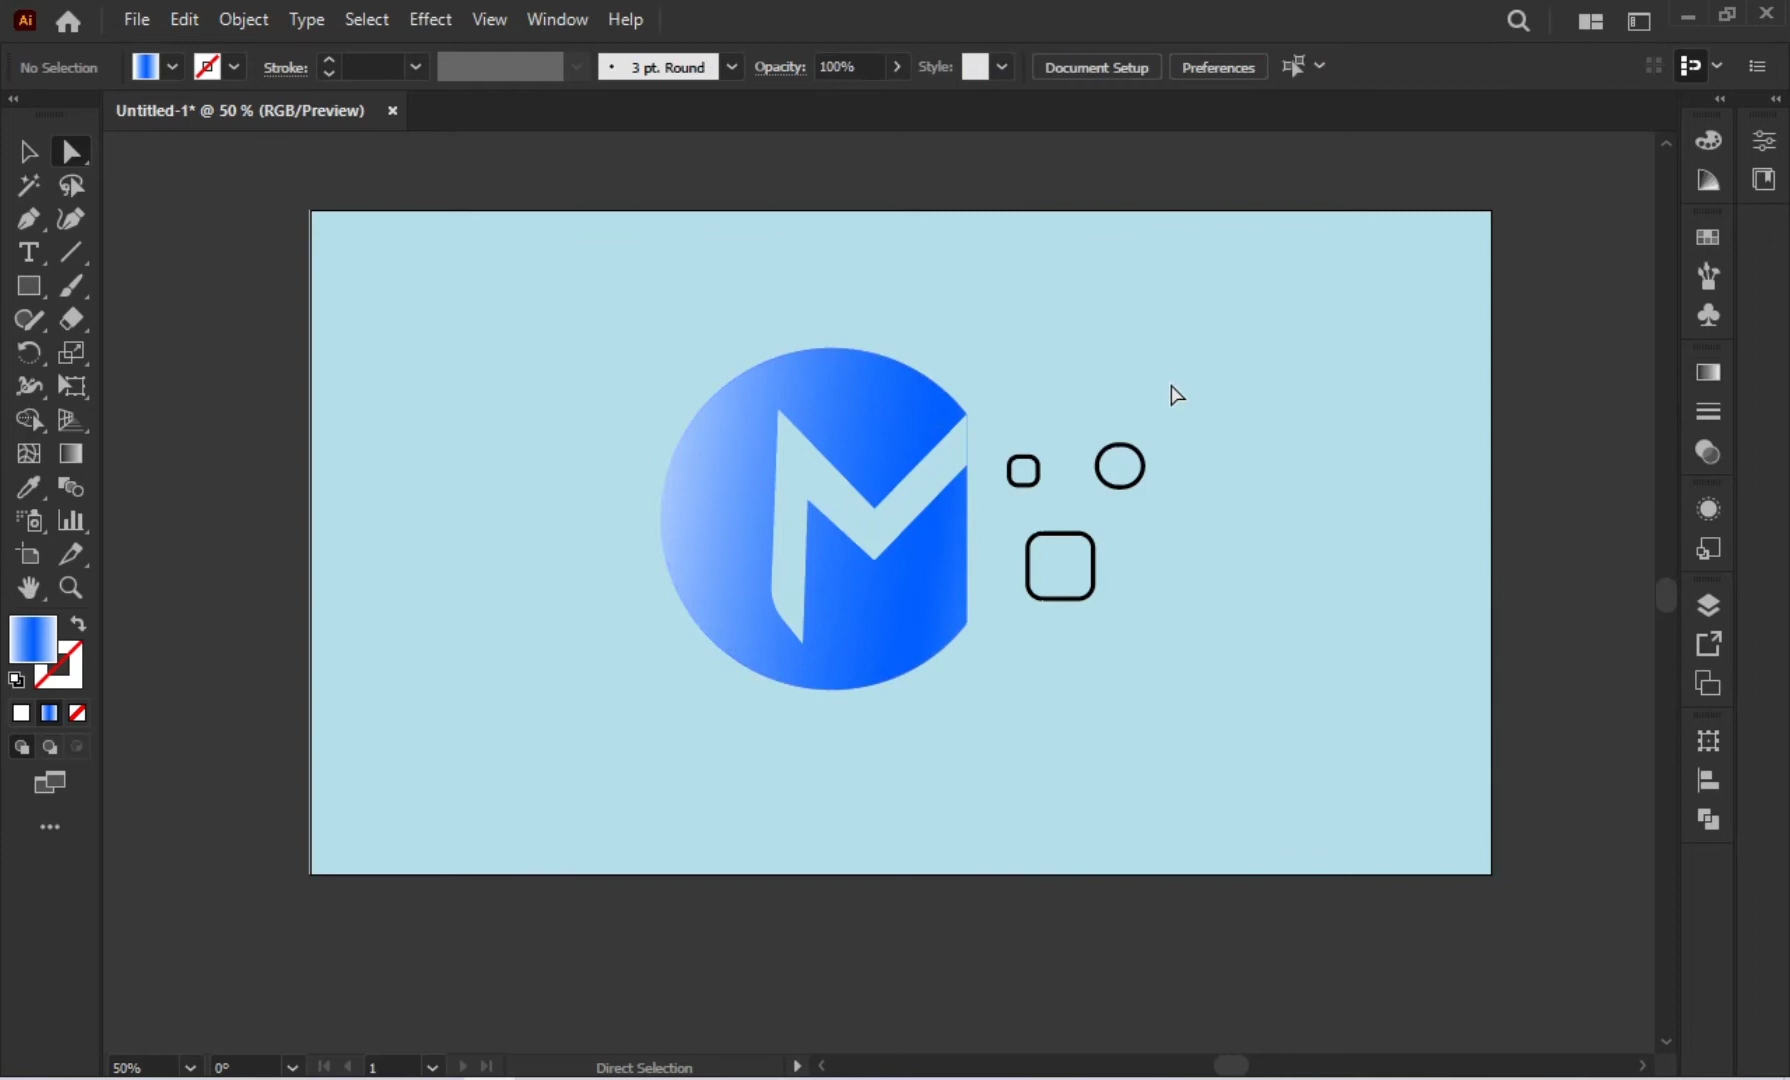 Ai File Edit Object Type Select Effect View Window Help
No Selection Stroke: 3 pt. Round Opacity: 100% Style: Document Setup Preferences
Untitled-1* @ 50 % (RGB/Preview) ×
T
M
50% 0° 1 Direct Selection